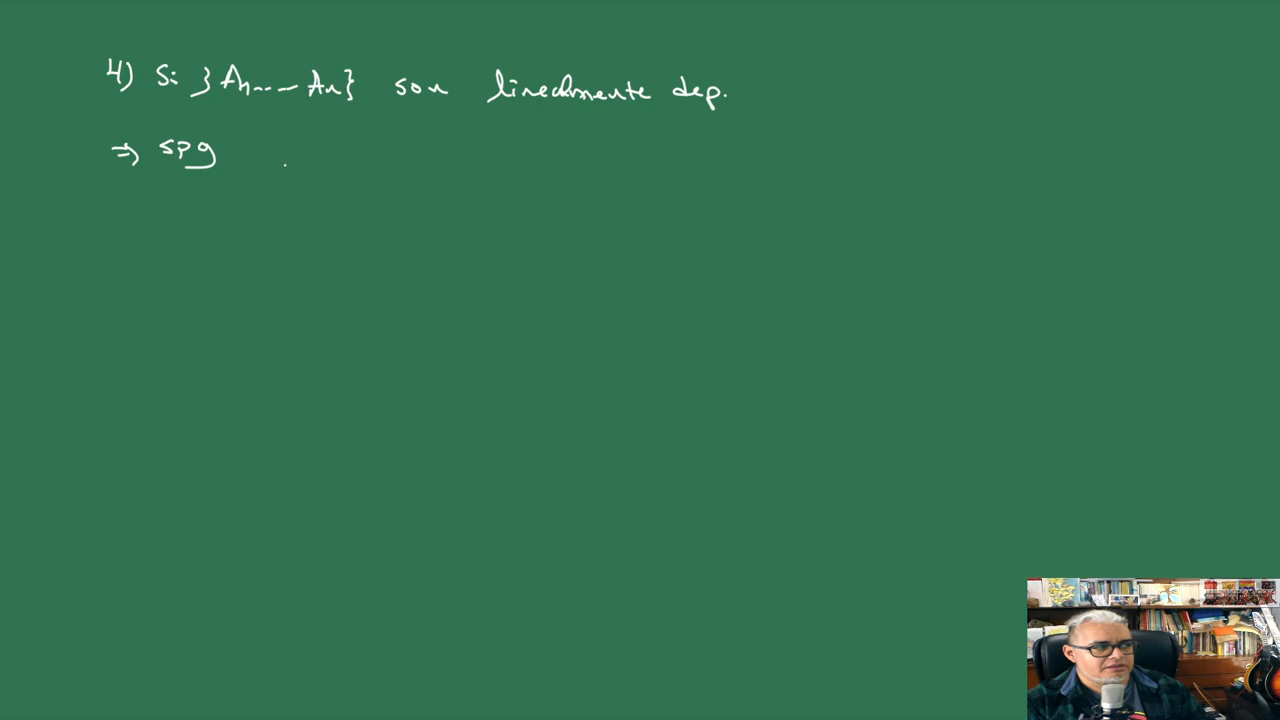 4) Si }A1,...,An} son linealmente dep.
⇒ spg